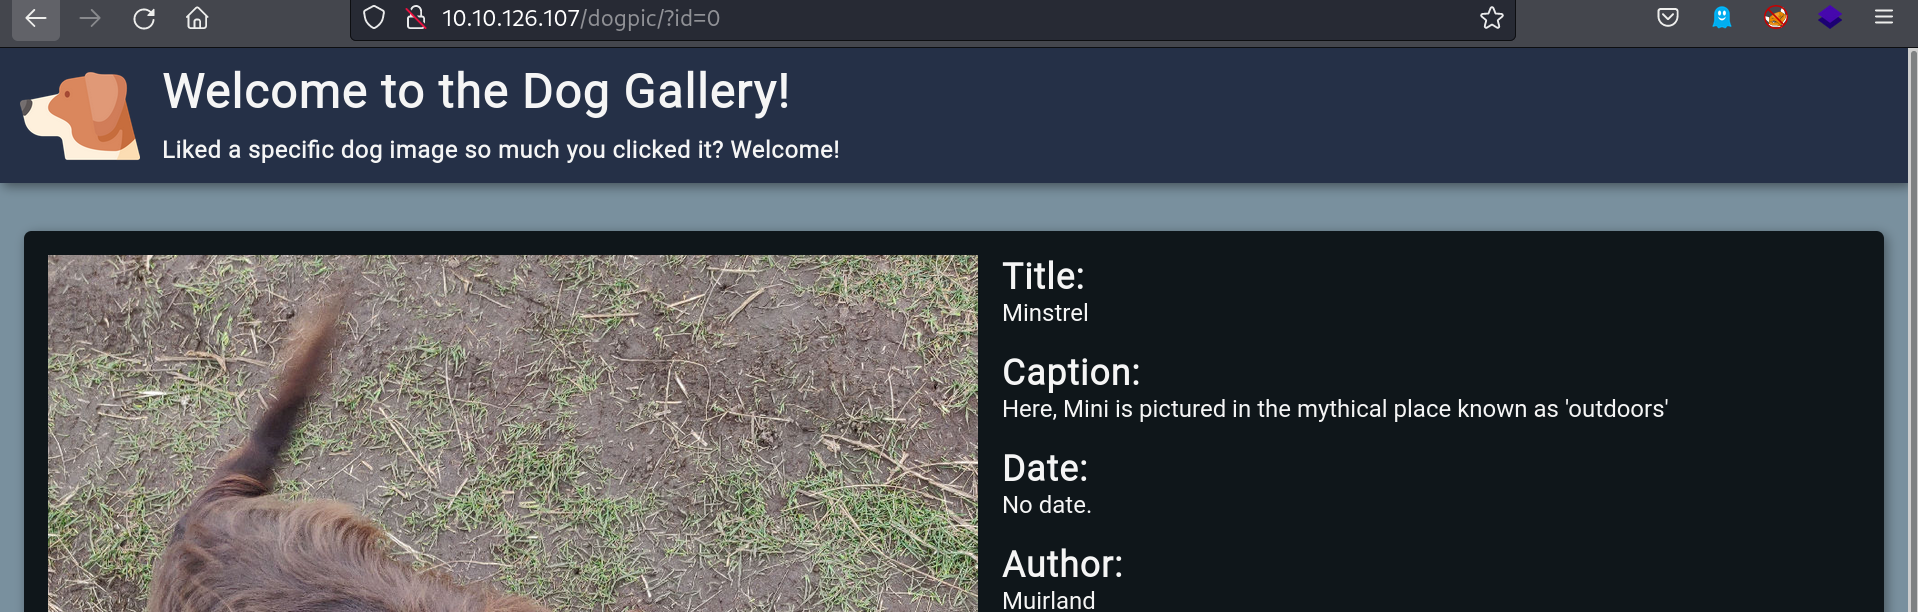 10.10.126.107/dogpic/?id=0
Welcome to the Dog Gallery!
Liked a specific dog image so much you clicked it? Welcome!
Title:
Minstrel
Caption:
Here, Mini is pictured in the mythical place known as 'outdoors'
Date:
No date.
Author:
Muirland